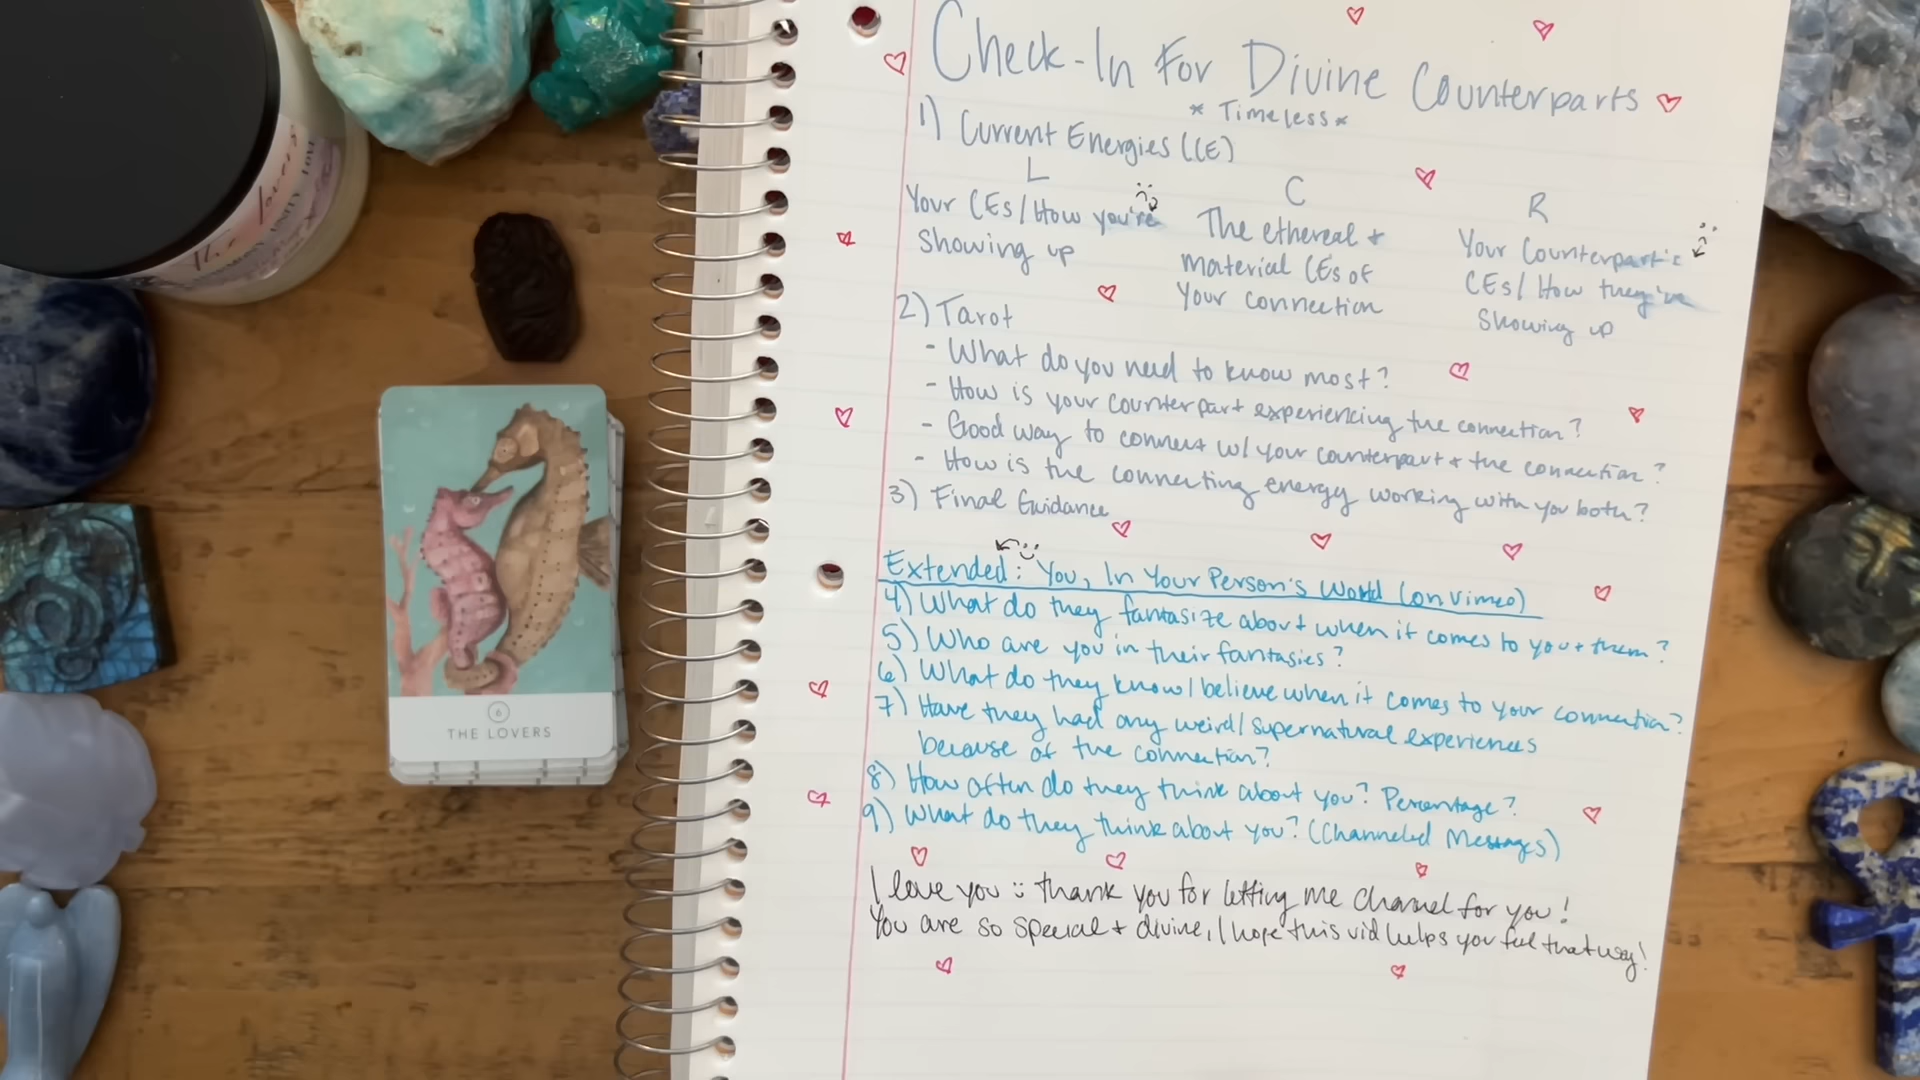 Check-In For Divine Counterparts
* Timeless *
1) Current Energies (CE)
L
Your CEs/How you're
showing up
C
The ethereal +
material CEs of
your connection
R
Your Counterpart's
CEs/ How they're
showing up
2) Tarot
- What do you need to know most?
- How is your counterpart experiencing the connection?
- Good way to connect w/ your counterpart + the connection?
- How is the connecting energy working with you both?
3) Final Guidance
Extended: You, In Your Person's World (on vimeo)
4) What do they fantasize about when it comes to you + them?
5) Who are you in their fantasies?
6) What do they know/believe when it comes to your connection?
7) Have they had any weird/supernatural experiences
because of the connection?
8) How often do they think about you? Percentage?
9) What do they think about you? (Channeled Messages)
I love you :) thank you for letting me channel for you!
You are so special + divine, I hope this vid helps you feel that way!
6
THE LOVERS
The Lovers